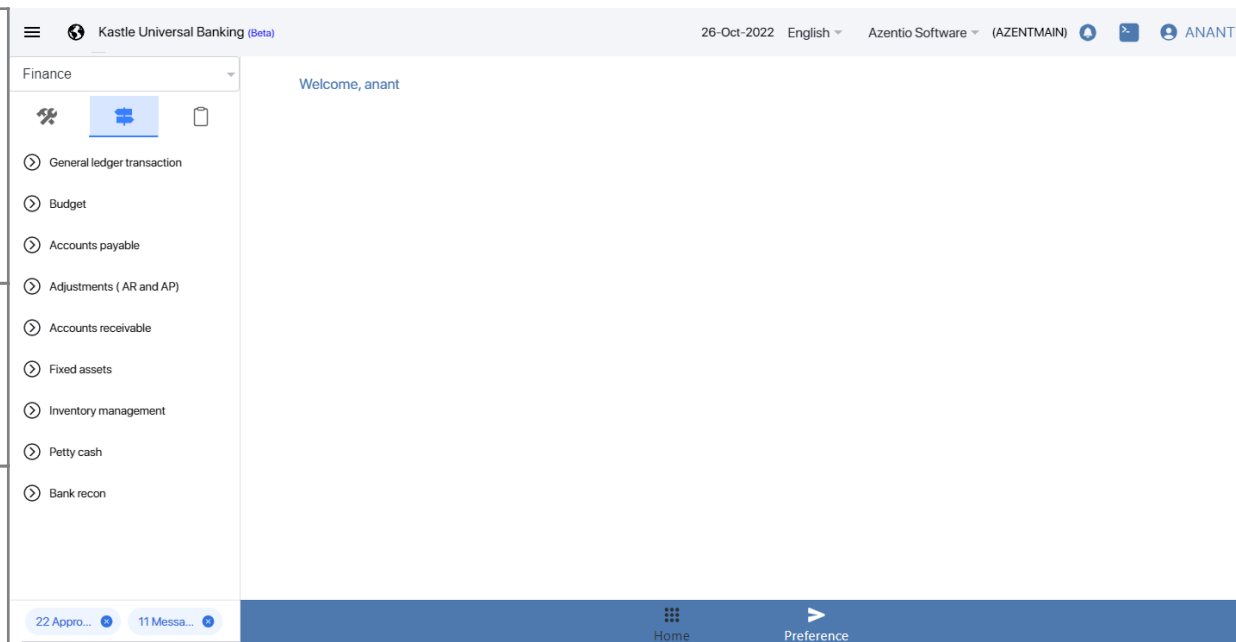 Kastle Universal Banking (Beta)
26-Oct-2022 English Azentio Software (AZENTMAIN) ANANT
Finance
Welcome, anant
General ledger transaction
Budget
Accounts payable
Adjustments ( AR and AP)
Accounts receivable
Fixed assets
Inventory management
Petty cash
Bank recon
22 Appro... 11 Messa...
Home Preference